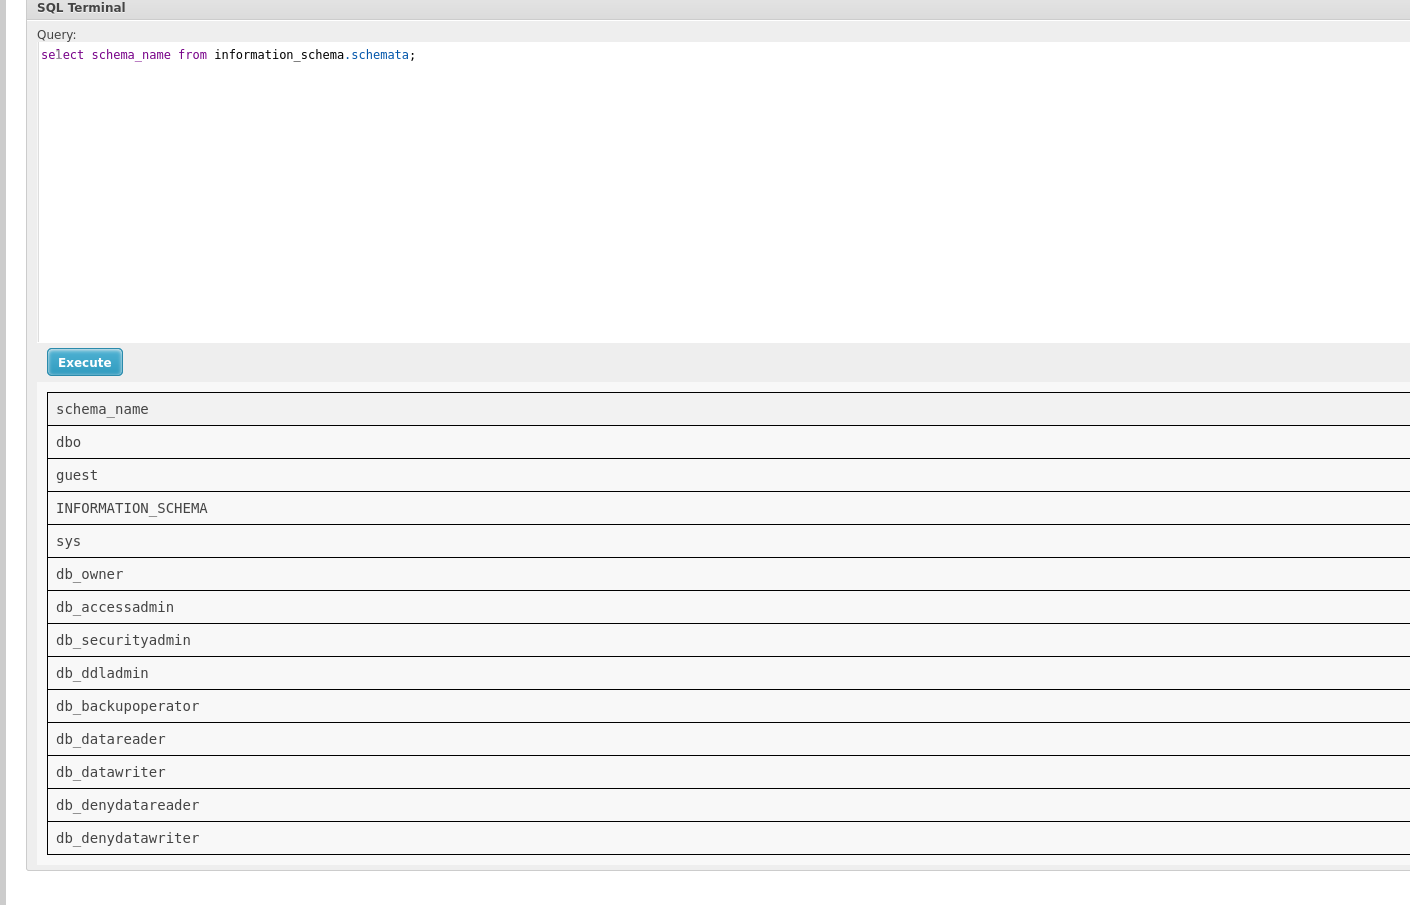 SQL Terminal
Query:
select schema_name from information_schema.schemata;
Execute
schema_name
dbo
guest
INFORMATION_SCHEMA
sys
db_owner
db_accessadmin
db_securityadmin
db_ddladmin
db_backupoperator
db_datareader
db_datawriter
db_denydatareader
db_denydatawriter